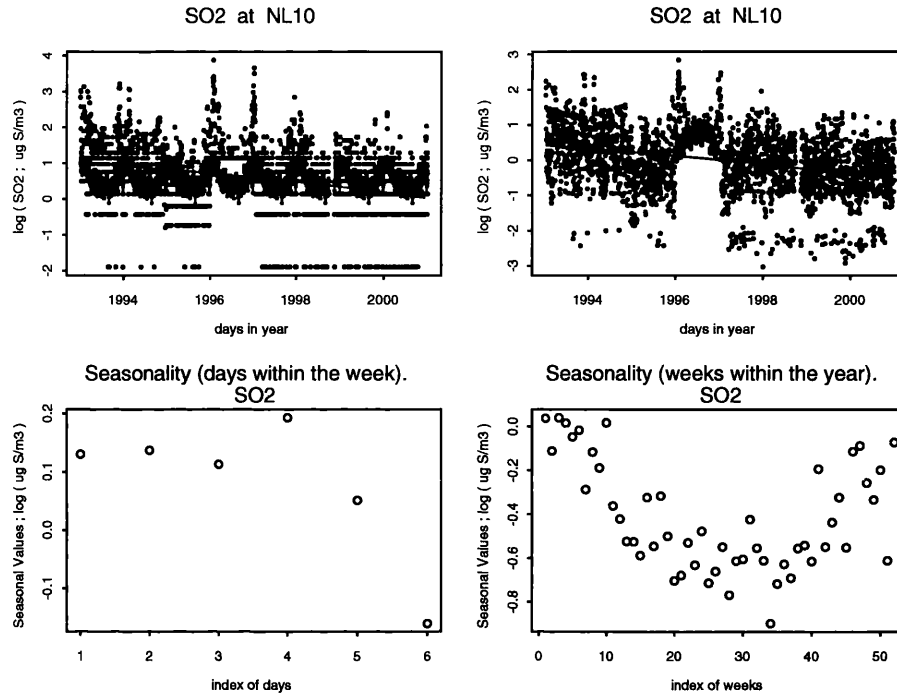 SO2 at NL10
log ( SO2 ; ug S/m3 )
4
3
2
1
0
-1
-2
1994 1996 1998 2000
days in year
SO2 at NL10
log ( SO2 ; ug S/m3 )
3
2
1
0
-1
-2
-3
1994 1996 1998 2000
days in year
Seasonality (days within the week).
SO2
Seasonal Values ; log ( ug S/m3 )
0.2
0.1
0.0
-0.1
1 2 3 4 5 6
index of days
Seasonality (weeks within the year).
SO2
Seasonal Values ; log ( ug S/m3 )
0.0
-0.2
-0.4
-0.6
-0.8
0 10 20 30 40 50
index of weeks